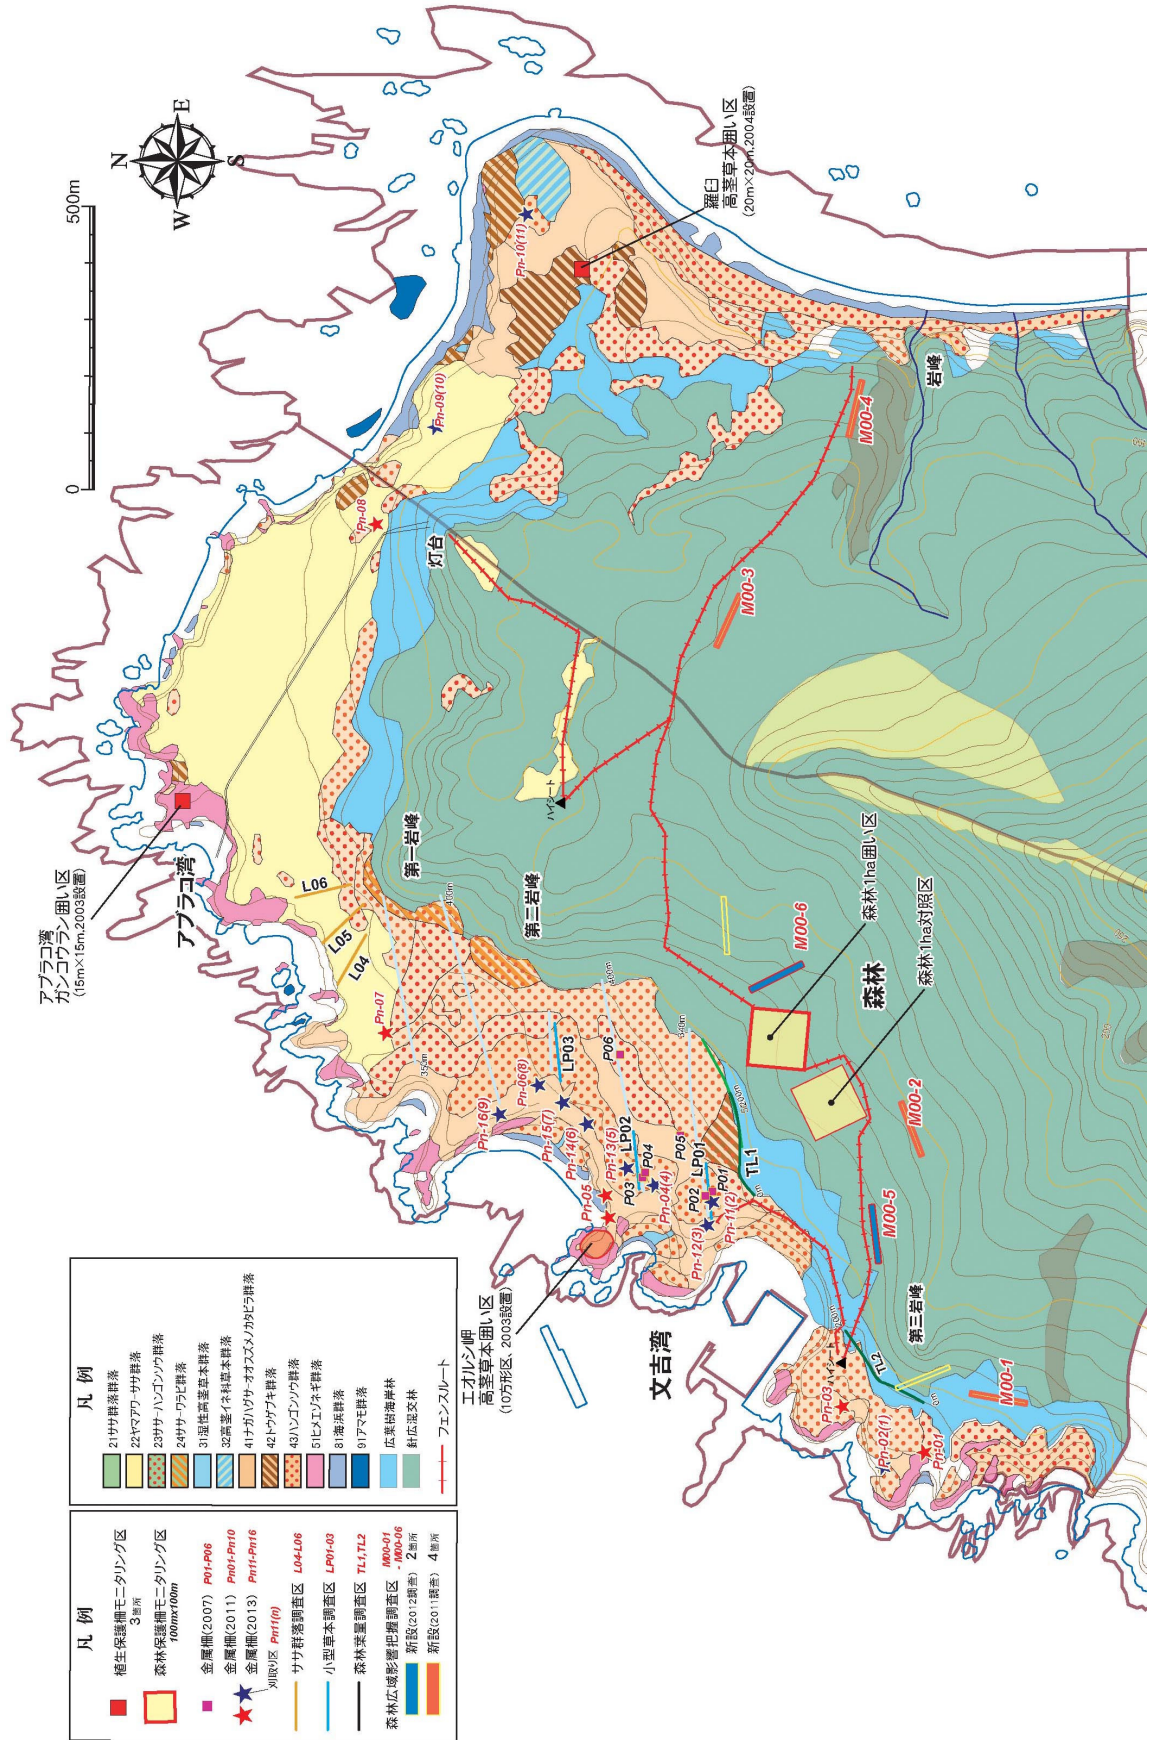 アブラコ湾
ガンコウラン囲い区
(15m×15m.2003設置)
アブラコ湾
500m
0
N
E
S
W
羅臼
高茎草本囲い区
(20m×20m.2004設置)
Pn-10(11)
Pn-09(10)
Pn-08
灯台
岩峰
M00-4
M00-3
ハイシート
第一岩峰
第二岩峰
400m
L06
L05
L04
Pn-07
350m
400m
340m
LP03
P06
Pn-06(8)
Pn-16(9)
Pn-15(7)
Pn-14(6)
Pn-13(5)
Pn-05
LP02
P03
P04
Pn-04(4)
P05
LP01
P02
P01
Pn-11(2)
Pn-12(3)
TL1
0m
M00-6
森林
森林1ha囲い区
森林1ha対照区
M00-2
M00-5
第三岩峰
エオルシ岬
高茎草本囲い区
(10方形区、2003設置)
文吉湾
200m
ハイシート
TL2
0m
Pn-03
Pn-02(1)
Pn-01
M00-1
凡 例
21ササ群落群落
22ヤマアワ-ササ群落
23ササ-ハンゴンソウ群落
24ササ-ワラビ群落
31湿性高茎草本群落
32高茎イネ科草本群落
41ナガハグサ-オオスズメノカタビラ群落
42トウゲブキ群落
43ハンゴンソウ群落
51ヒメエゾネギ群落
81海浜群落
91アマモ群落
広葉樹海岸林
針広混交林
フェンスルート
凡 例
植生保護柵モニタリング区
3箇所
森林保護柵モニタリング区
100mx100m
金属柵(2007) P01-P06
金属柵(2011) Pn01-Pn10
金属柵(2013) Pn11-Pn16
刈取り区 Pn11(n)
ササ群落調査区 L04-L06
小型草本調査区 LP01-03
森林葉量調査区 TL1,TL2
森林広域影響把握調査区 M00-01
- M00-06
新設(2012調査) 2箇所
新設(2011調査) 4箇所